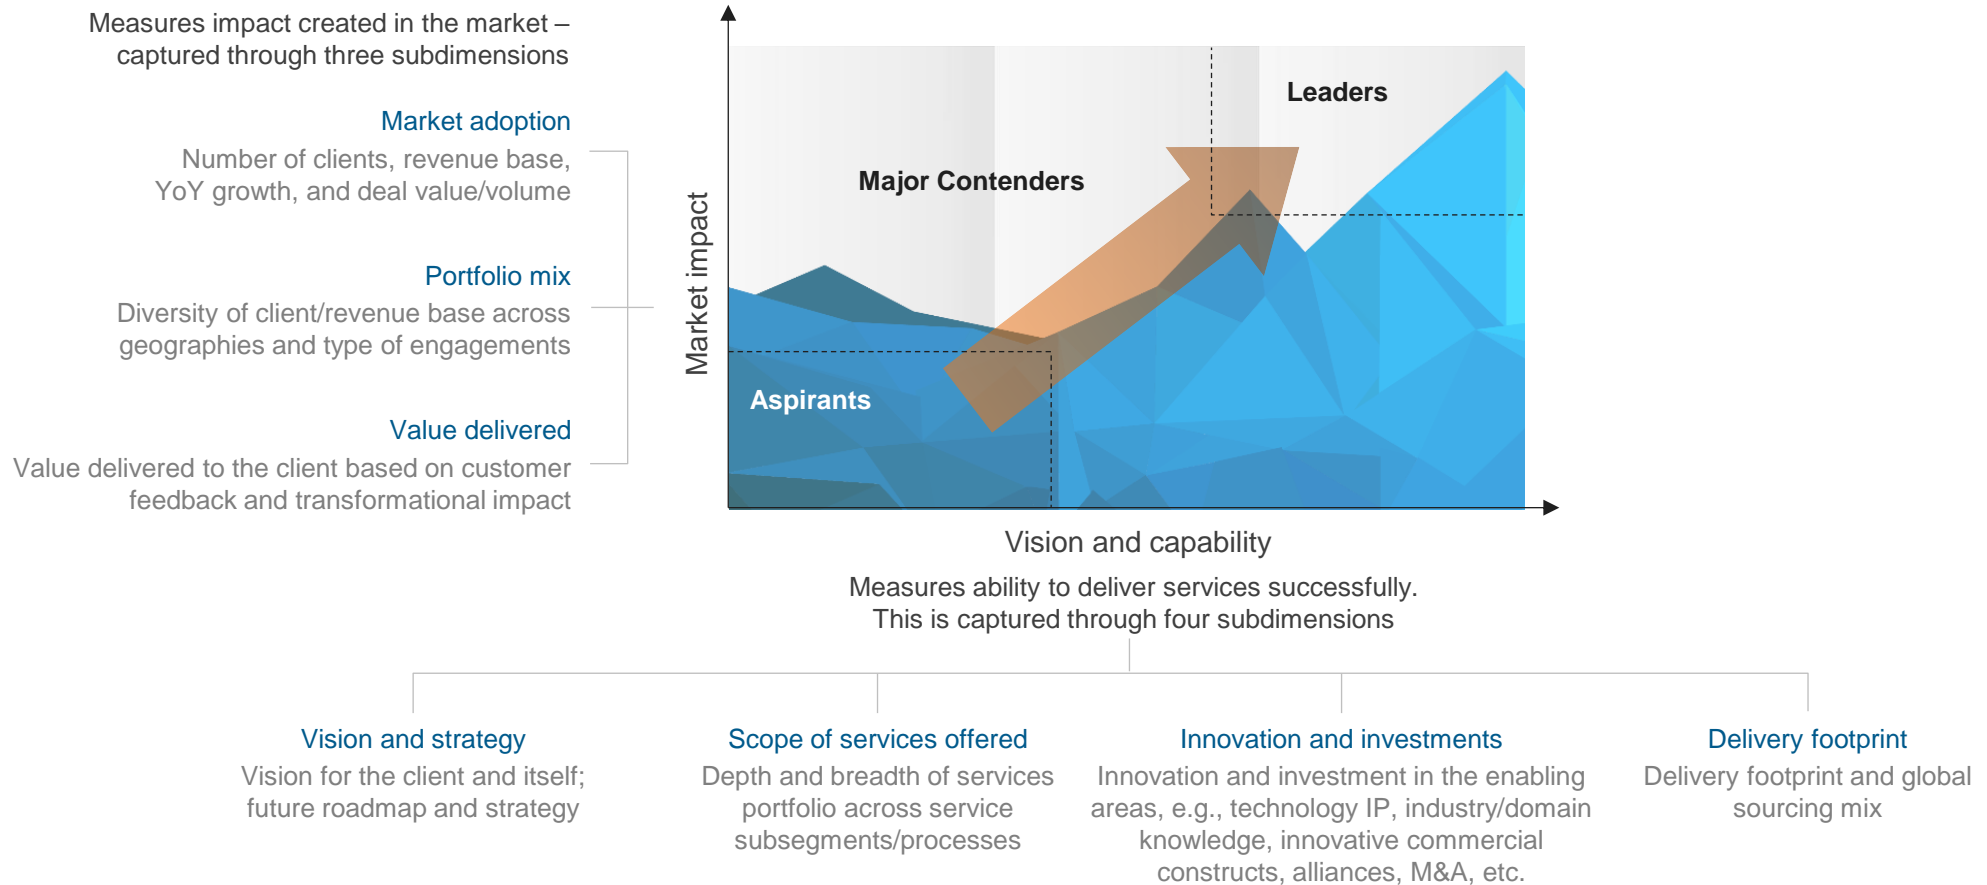 Measures impact created in the market –
captured through three subdimensions
Market adoption
Number of clients, revenue base,
YoY growth, and deal value/volume
Portfolio mix
Diversity of client/revenue base across
geographies and type of engagements
Value delivered
Value delivered to the client based on customer
feedback and transformational impact
Market impact
Leaders
Major Contenders
Aspirants
Vision and capability
Measures ability to deliver services successfully.
This is captured through four subdimensions
Vision and strategy
Vision for the client and itself;
future roadmap and strategy
Scope of services offered
Depth and breadth of services
portfolio across service
subsegments/processes
Innovation and investments
Innovation and investment in the enabling
areas, e.g., technology IP, industry/domain
knowledge, innovative commercial
constructs, alliances, M&A, etc.
Delivery footprint
Delivery footprint and global
sourcing mix